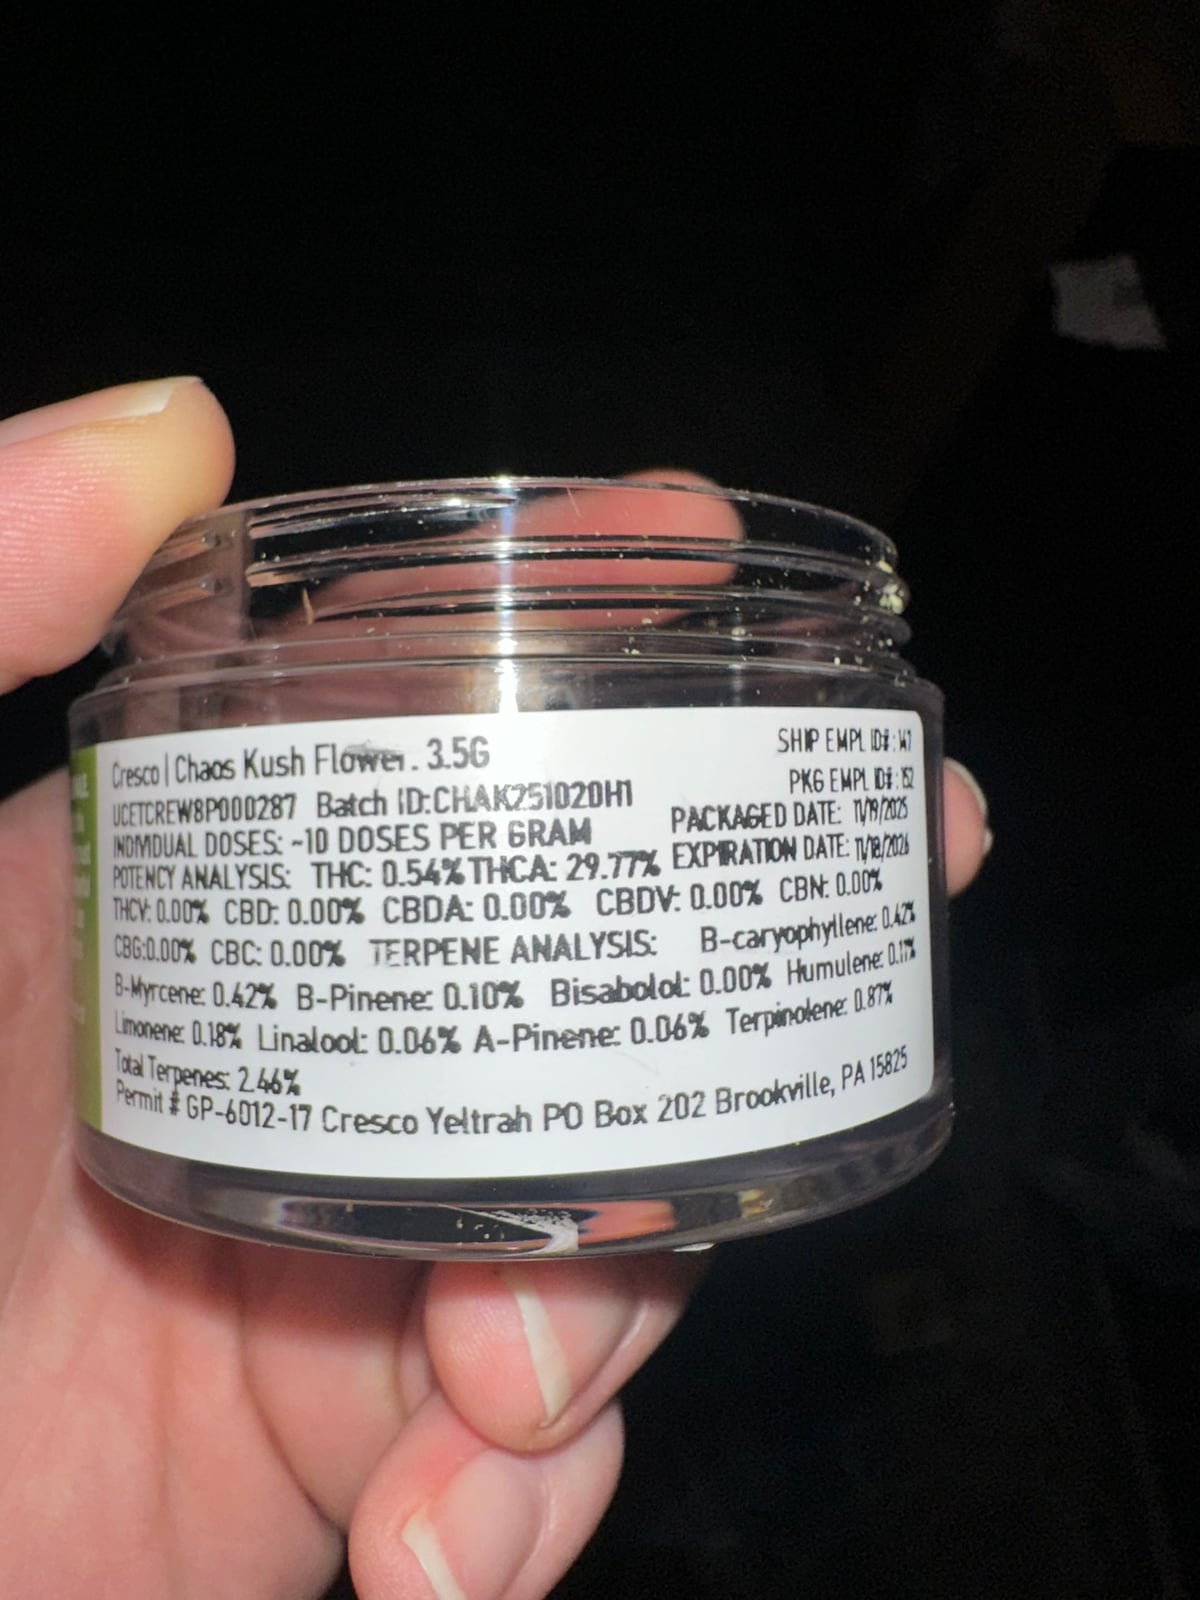 Cresco | Chaos Kush Flower. 3.5G
SHIP EMPL ID#: 147
PKG EMPL ID#: 152
UCETCREW8P000287 Batch ID:CHAK251020H1
PACKAGED DATE: 11/19/2025
INDIVIDUAL DOSES: ~10 DOSES PER GRAM
EXPIRATION DATE: 11/18/2026
POTENCY ANALYSIS: THC: 0.54% THCA: 29.77%
THCV: 0.00% CBD: 0.00% CBDA: 0.00% CBDV: 0.00% CBN: 0.00%
CBG:0.00% CBC: 0.00% TERPENE ANALYSIS: B-caryophyllene: 0.42%
B-Myrcene: 0.42% B-Pinene: 0.10% Bisabolol: 0.00% Humulene: 0.17%
Limonene: 0.18% Linalool: 0.06% A-Pinene: 0.06% Terpinolene: 0.87%
Total Terpenes: 2.46%
Permit # GP-6012-17 Cresco Yeltrah PO Box 202 Brookville, PA 15825